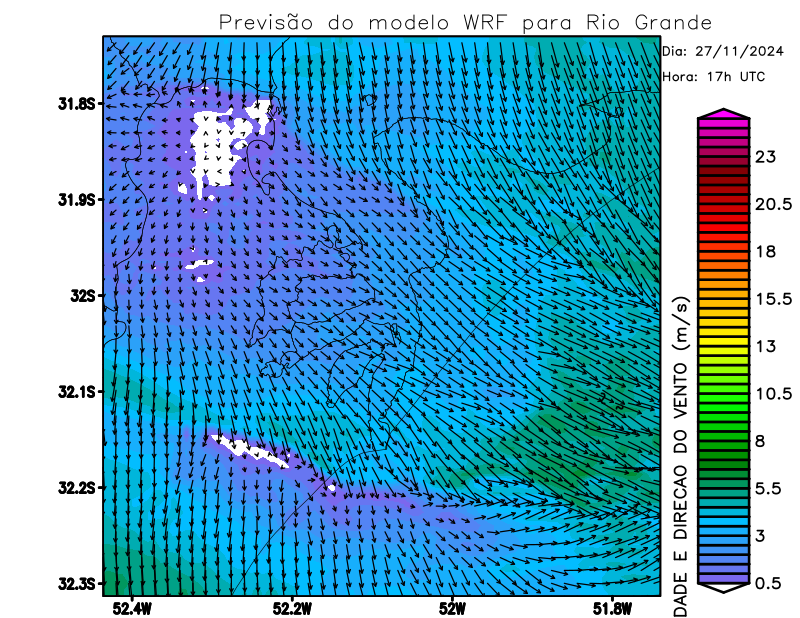 Previsão do modelo WRF para Rio Grande
Dia: 27/11/2024
Hora: 17h UTC
31.8S
31.9S
32S
32.1S
32.2S
32.3S
52.4W
52.2W
52W
51.8W
23
20.5
18
15.5
13
10.5
8
5.5
3
0.5
DADE E DIRECAO DO VENTO (m/s)